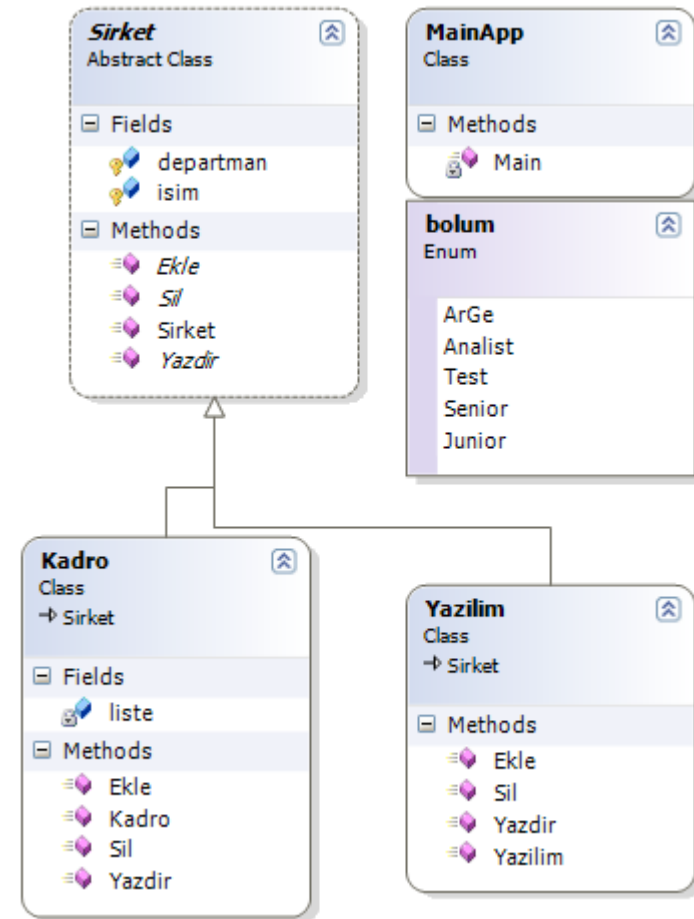 Sirket
Abstract Class
Fields
departman
isim
Methods
Ekle
Sil
Sirket
Yazdir
MainApp
Class
Methods
Main
bolum
Enum
ArGe
Analist
Test
Senior
Junior
Kadro
Class
Sirket
Fields
liste
Methods
Ekle
Kadro
Sil
Yazdir
Yazilim
Class
Sirket
Methods
Ekle
Sil
Yazdir
Yazilim